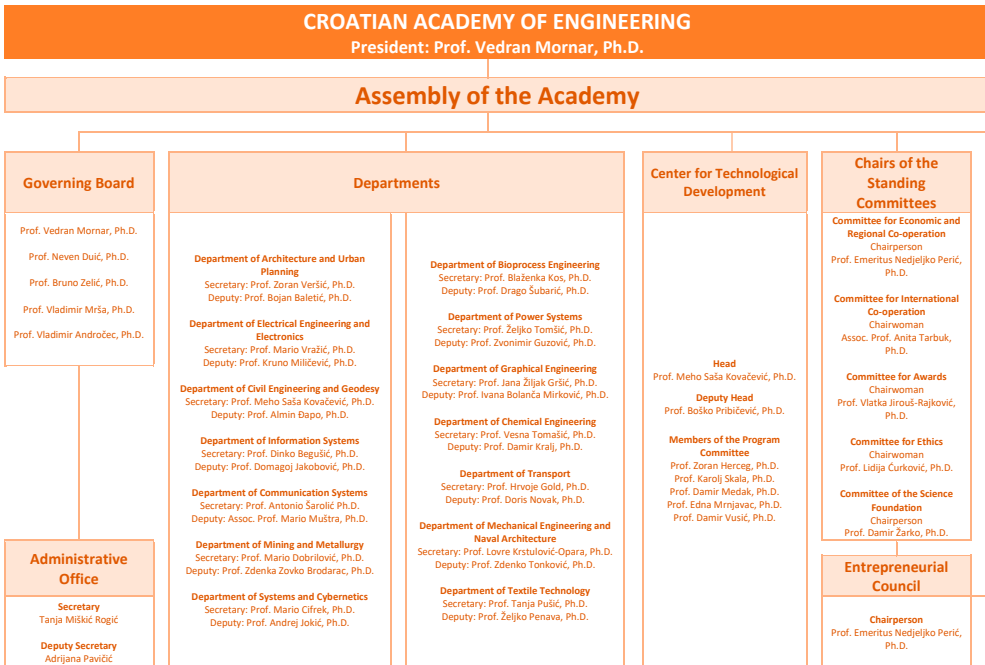 CROATIAN ACADEMY OF ENGINEERING
President: Prof. Vedran Mornar, Ph.D.
Assembly of the Academy
Governing Board
Prof. Vedran Mornar, Ph.D.
Prof. Neven Duić, Ph.D.
Prof. Bruno Zelić, Ph.D.
Prof. Vladimir Mrša, Ph.D.
Prof. Vladimir Andročec, Ph.D.
Administrative
Office
Secretary
Tanja Miškić Rogić
Deputy Secretary
Adrijana Pavičić
Departments
Department of Architecture and Urban
Planning
Secretary: Prof. Zoran Veršić, Ph.D.
Deputy: Prof. Bojan Baletić, Ph.D.
Department of Electrical Engineering and
Electronics
Secretary: Prof. Mario Vražić, Ph.D.
Deputy: Prof. Kruno Miličević, Ph.D.
Department of Civil Engineering and Geodesy
Secretary: Prof. Meho Saša Kovačević, Ph.D.
Deputy: Prof. Almin Đapo, Ph.D.
Department of Information Systems
Secretary: Prof. Dinko Begušić, Ph.D.
Deputy: Prof. Domagoj Jakobović, Ph.D.
Department of Communication Systems
Secretary: Prof. Antonio Šarolić Ph.D.
Deputy: Assoc. Prof. Mario Muštra, Ph.D.
Department of Mining and Metallurgy
Secretary: Prof. Mario Dobrilović, Ph.D.
Deputy: Prof. Zdenka Zovko Brodarac, Ph.D.
Department of Systems and Cybernetics
Secretary: Prof. Mario Cifrek, Ph.D.
Deputy: Prof. Andrej Jokić, Ph.D.
Department of Bioprocess Engineering
Secretary: Prof. Blaženka Kos, Ph.D.
Deputy: Prof. Drago Šubarić, Ph.D.
Department of Power Systems
Secretary: Prof. Željko Tomšić, Ph.D.
Deputy: Prof. Zvonimir Guzović, Ph.D.
Department of Graphical Engineering
Secretary: Prof. Jana Žiljak Gršić, Ph.D.
Deputy: Prof. Ivana Bolanča Mirković, Ph.D.
Department of Chemical Engineering
Secretary: Prof. Vesna Tomašić, Ph.D.
Deputy: Prof. Damir Kralj, Ph.D.
Department of Transport
Secretary: Prof. Hrvoje Gold, Ph.D.
Deputy: Prof. Doris Novak, Ph.D.
Department of Mechanical Engineering and
Naval Architecture
Secretary: Prof. Lovre Krstulović-Opara, Ph.D.
Deputy: Prof. Zdenko Tonković, Ph.D.
Department of Textile Technology
Secretary: Prof. Tanja Pušić, Ph.D.
Deputy: Prof. Željko Penava, Ph.D.
Center for Technological
Development
Head
Prof. Meho Saša Kovačević, Ph.D.
Deputy Head
Prof. Boško Pribičević, Ph.D.
Members of the Program
Committee
Prof. Zoran Herceg, Ph.D.
Prof. Karolj Skala, Ph.D.
Prof. Damir Medak, Ph.D.
Prof. Edna Mrnjavac, Ph.D.
Prof. Damir Vusić, Ph.D.
Chairs of the
Standing
Committees
Committee for Economic and
Regional Co-operation
Chairperson
Prof. Emeritus Nedjeljko Perić,
Ph.D.
Committee for International
Co-operation
Chairwoman
Assoc. Prof. Anita Tarbuk,
Ph.D.
Committee for Awards
Chairwoman
Prof. Vlatka Jirouš-Rajković,
Ph.D.
Committee for Ethics
Chairwoman
Prof. Lidija Ćurković, Ph.D.
Committee of the Science
Foundation
Chairperson
Prof. Damir Žarko, Ph.D.
Entrepreneurial
Council
Chairperson
Prof. Emeritus Nedjeljko Perić,
Ph.D.